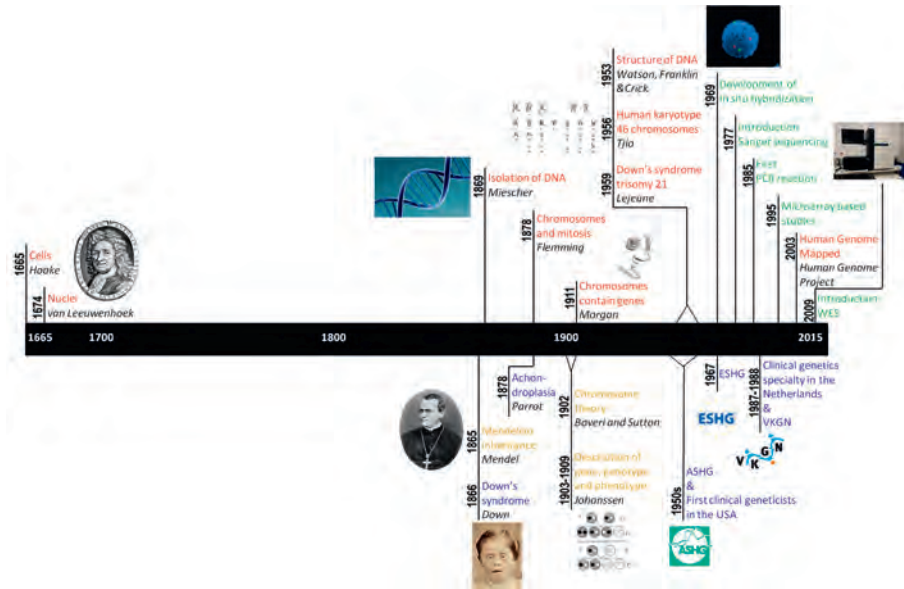 1953
Structure of DNA
Watson, Franklin
&Crick
1956
Human karyotype
46 chromosomes
Tjio
1959
Down's syndrome
trisomy 21
Lejeune
1969
Development of
in situ hybridization
1977
Introduction
Sanger sequencing
1985
First
PCR reaction
1995
Microarray based
studies
2003
Human Genome
Mapped
Human Genome
Project
2009
Introduction
WES
1869
Isolation of DNA
Miescher
1878
Chromosomes
and mitosis
Flemming
1911
Chromosomes
contain genes
Morgan
1665
Cells
Hooke
1674
Nuclei
van Leeuwenhoek
1665
1700
1800
1900
2015
1865
Mendelian
inheritance
Mendel
1866
Down's
syndrome
Down
1878
Achon-
droplasia
Parrot
1902
Chromosome
theory
Boveri and Sutton
1903-1909
Description of
gene, genotype
and phenotype
Johanssen
1967
ESHG
ESHG
1987-1988
Clinical genetics
specialty in the
Netherlands
&
VKGN
VKGN
1950s
ASHG
&
First clinical geneticists
in the USA
ASHG